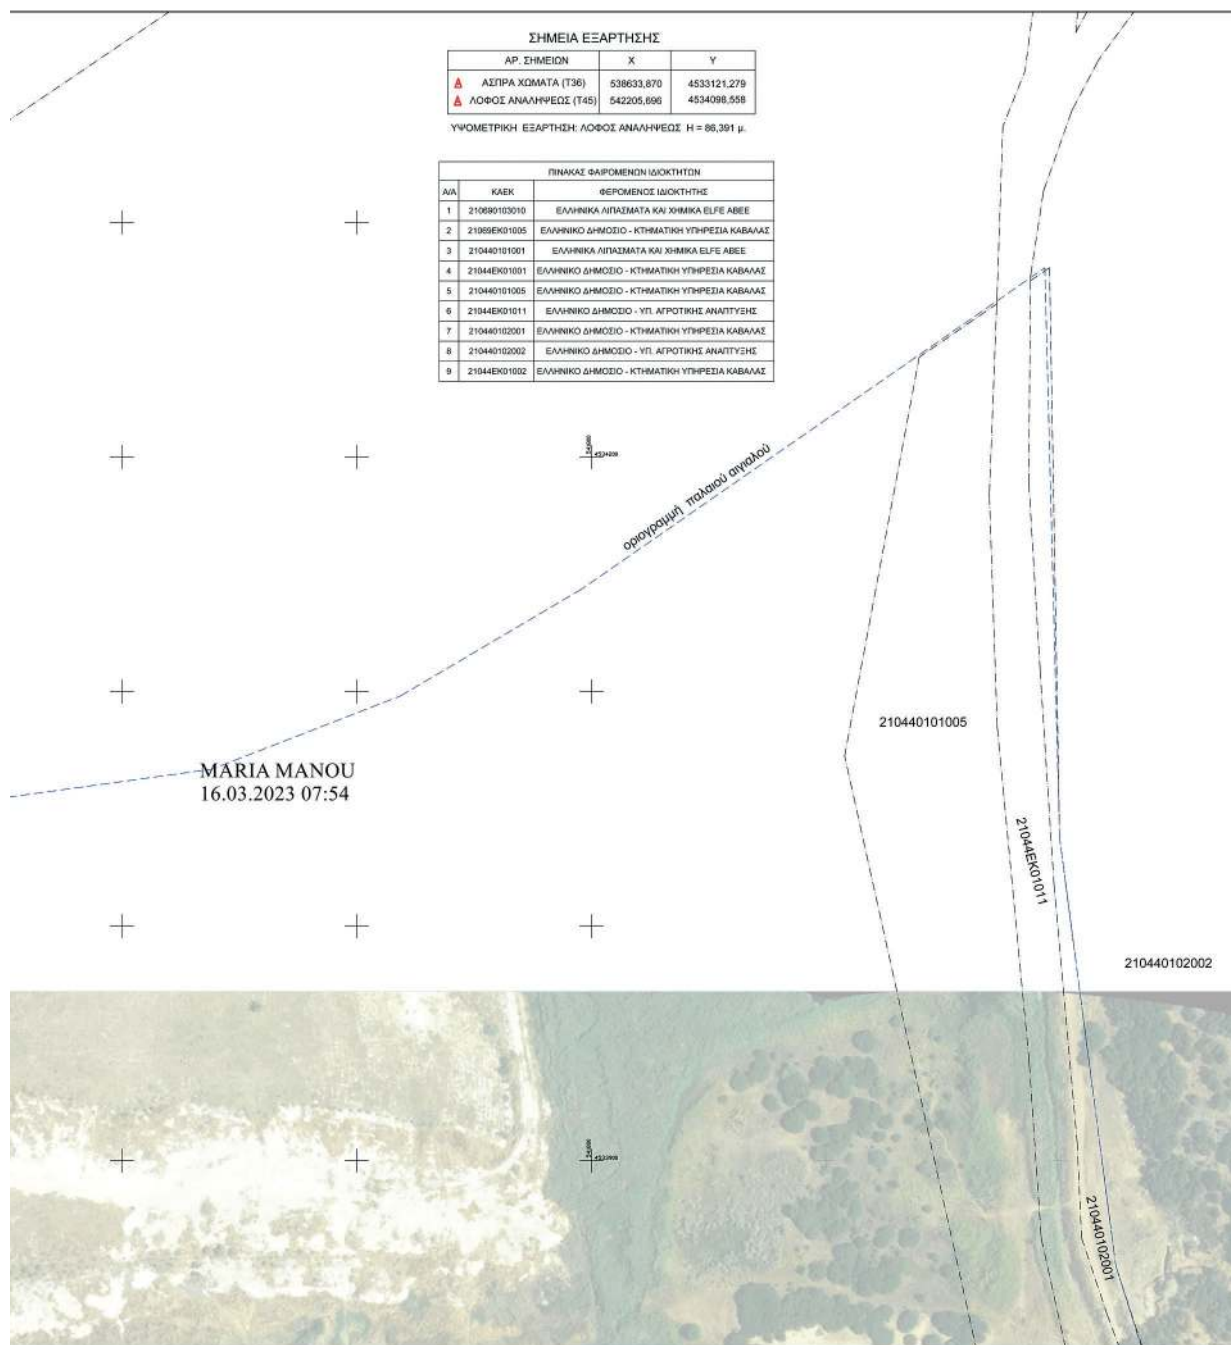 ΣΗΜΕΙΑ ΕΞΑΡΤΗΣΗΣ
ΑΡ. ΣΗΜΕΙΩΝ X Y
ΑΣΠΡΑ ΧΩΜΑΤΑ (Τ36) 538633,870 4533121,279
ΛΟΦΟΣ ΑΝΑΛΗΨΕΩΣ (Τ45) 542205,696 4534098,558
ΥΨΟΜΕΤΡΙΚΗ ΕΞΑΡΤΗΣΗ: ΛΟΦΟΣ ΑΝΑΛΗΨΕΩΣ Η = 86,391 μ.
ΠΙΝΑΚΑΣ ΦΑΙΡΟΜΕΝΩΝ ΙΔΙΟΚΤΗΤΩΝ
Α/Α ΚΑΕΚ ΦΕΡΟΜΕΝΟΣ ΙΔΙΟΚΤΗΤΗΣ
1 210690103010 ΕΛΛΗΝΙΚΑ ΛΙΠΑΣΜΑΤΑ ΚΑΙ ΧΗΜΙΚΑ ELFE ΑΒΕΕ
2 21069ΕΚ01005 ΕΛΛΗΝΙΚΟ ΔΗΜΟΣΙΟ - ΚΤΗΜΑΤΙΚΗ ΥΠΗΡΕΣΙΑ ΚΑΒΑΛΑΣ
3 210440101001 ΕΛΛΗΝΙΚΑ ΛΙΠΑΣΜΑΤΑ ΚΑΙ ΧΗΜΙΚΑ ELFE ΑΒΕΕ
4 21044ΕΚ01001 ΕΛΛΗΝΙΚΟ ΔΗΜΟΣΙΟ - ΚΤΗΜΑΤΙΚΗ ΥΠΗΡΕΣΙΑ ΚΑΒΑΛΑΣ
5 210440101005 ΕΛΛΗΝΙΚΟ ΔΗΜΟΣΙΟ - ΚΤΗΜΑΤΙΚΗ ΥΠΗΡΕΣΙΑ ΚΑΒΑΛΑΣ
6 21044ΕΚ01011 ΕΛΛΗΝΙΚΟ ΔΗΜΟΣΙΟ - ΥΠ. ΑΓΡΟΤΙΚΗΣ ΑΝΑΠΤΥΞΗΣ
7 210440102001 ΕΛΛΗΝΙΚΟ ΔΗΜΟΣΙΟ - ΚΤΗΜΑΤΙΚΗ ΥΠΗΡΕΣΙΑ ΚΑΒΑΛΑΣ
8 210440102002 ΕΛΛΗΝΙΚΟ ΔΗΜΟΣΙΟ - ΥΠ. ΑΓΡΟΤΙΚΗΣ ΑΝΑΠΤΥΞΗΣ
9 21044ΕΚ01002 ΕΛΛΗΝΙΚΟ ΔΗΜΟΣΙΟ - ΚΤΗΜΑΤΙΚΗ ΥΠΗΡΕΣΙΑ ΚΑΒΑΛΑΣ
οριογραμμή παλαιού αιγιαλού
210440101005
MARIA MANOU
16.03.2023 07:54
21044ΕΚ01011
210440102002
210440102001